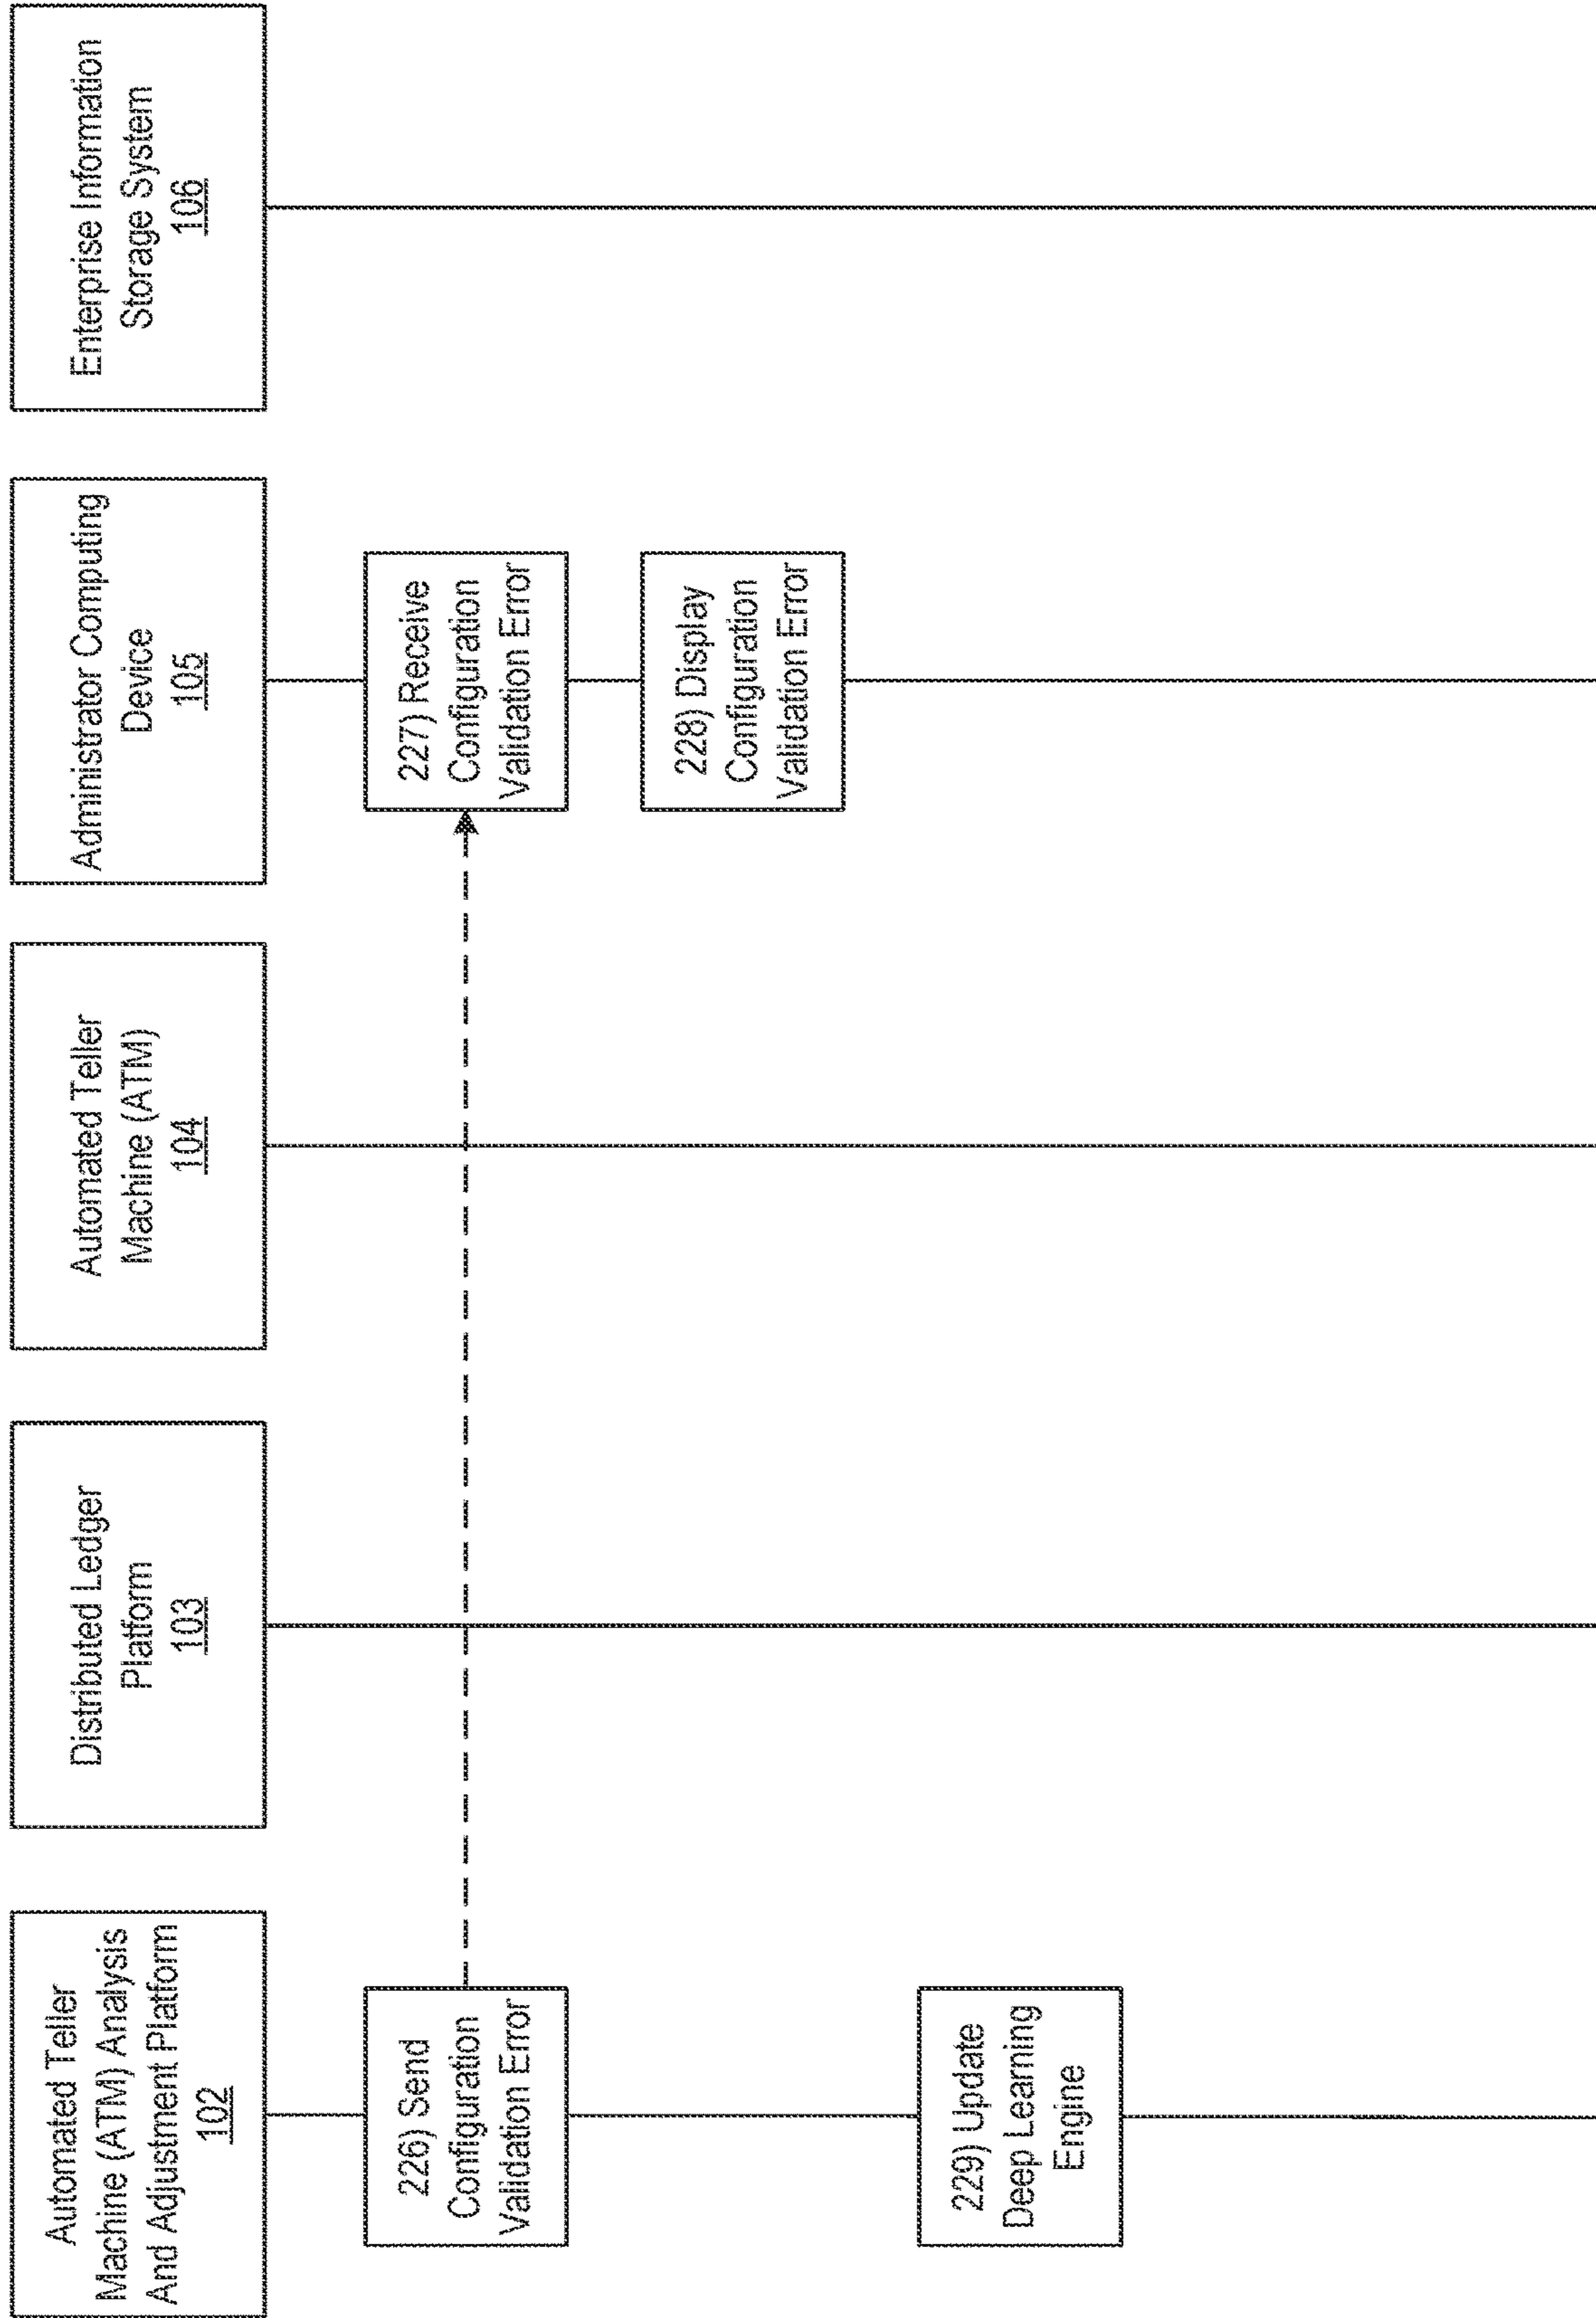 Automated Teller
Machine (ATM) Analysis
And Adjustment Platform
102
Distributed Ledger
Platform
103
Automated Teller
Machine (ATM)
104
Administrator Computing
Device
105
Enterprise Information
Storage System
106
226) Send
Configuration
Validation Error
227) Receive
Configuration
Validation Error
228) Display
Configuration
Validation Error
229) Update
Deep Learning
Engine